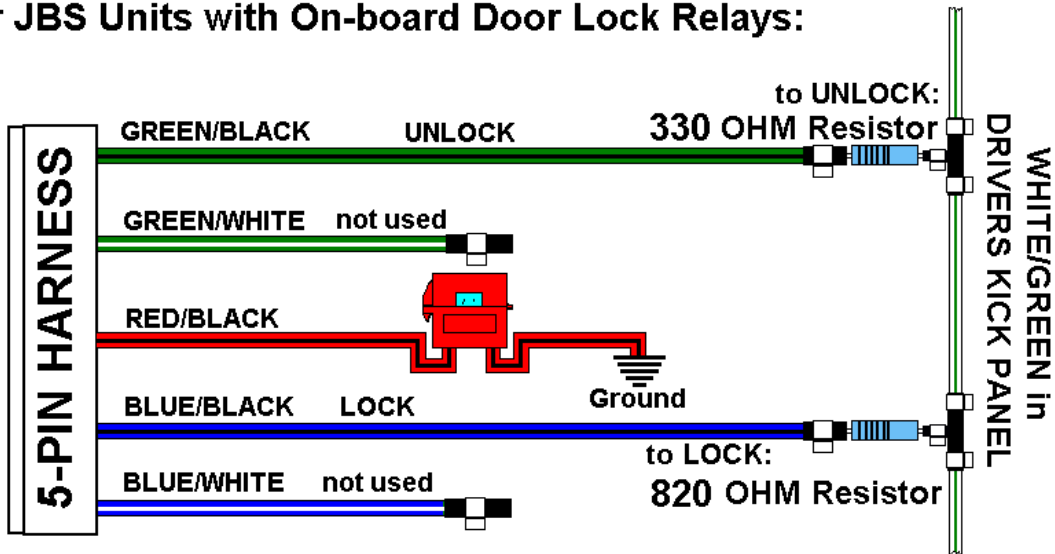 JBS Units with On-board Door Lock Relays:
to UNLOCK:
GREEN/BLACK UNLOCK 330 OHM Resistor
GREEN/WHITE not used
RED/BLACK
Ground
BLUE/BLACK LOCK
to LOCK:
BLUE/WHITE not used 820 OHM Resistor
5-PIN HARNESS
WHITE/GREEN in
DRIVERS KICK PANEL